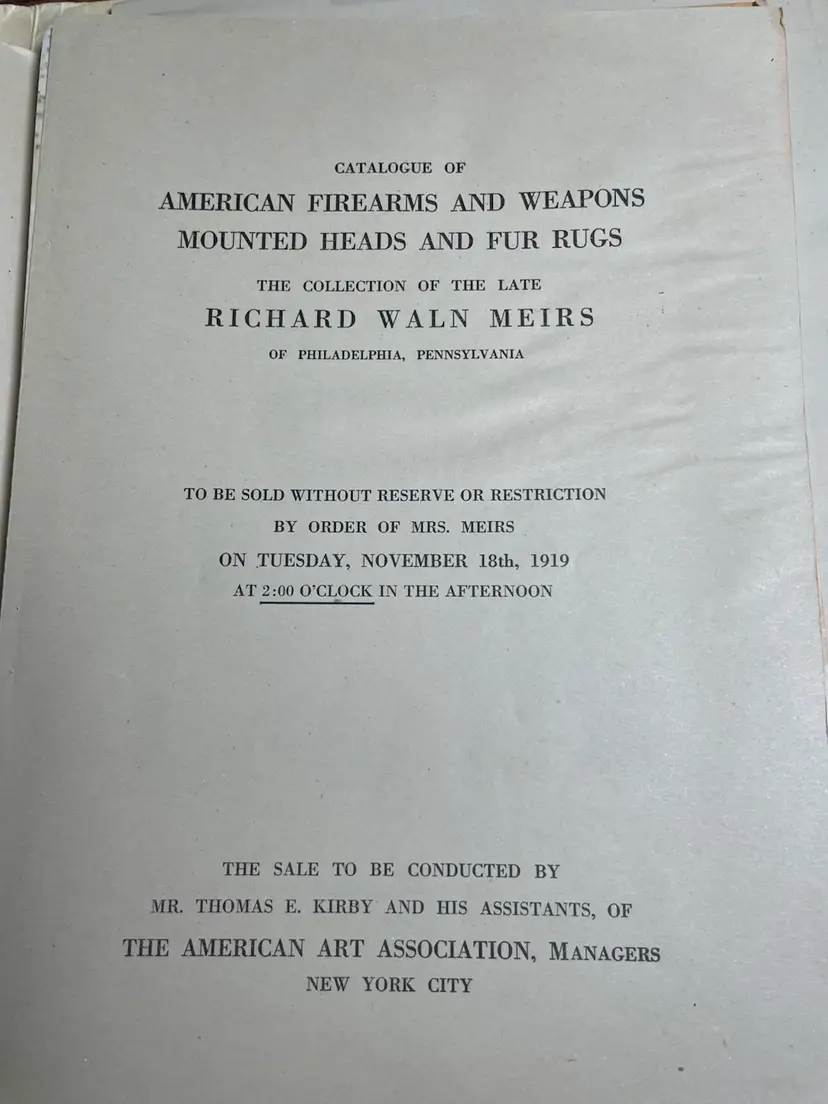 CATALOGUE OF
AMERICAN FIREARMS AND WEAPONS
MOUNTED HEADS AND FUR RUGS
THE COLLECTION OF THE LATE
RICHARD WALN MEIRS
OF PHILADELPHIA, PENNSYLVANIA
TO BE SOLD WITHOUT RESERVE OR RESTRICTION
BY ORDER OF MRS. MEIRS
ON TUESDAY, NOVEMBER 18th, 1919
AT 2:00 O'CLOCK IN THE AFTERNOON
THE SALE TO BE CONDUCTED BY
MR. THOMAS E. KIRBY AND HIS ASSISTANTS, OF
THE AMERICAN ART ASSOCIATION, MANAGERS
NEW YORK CITY